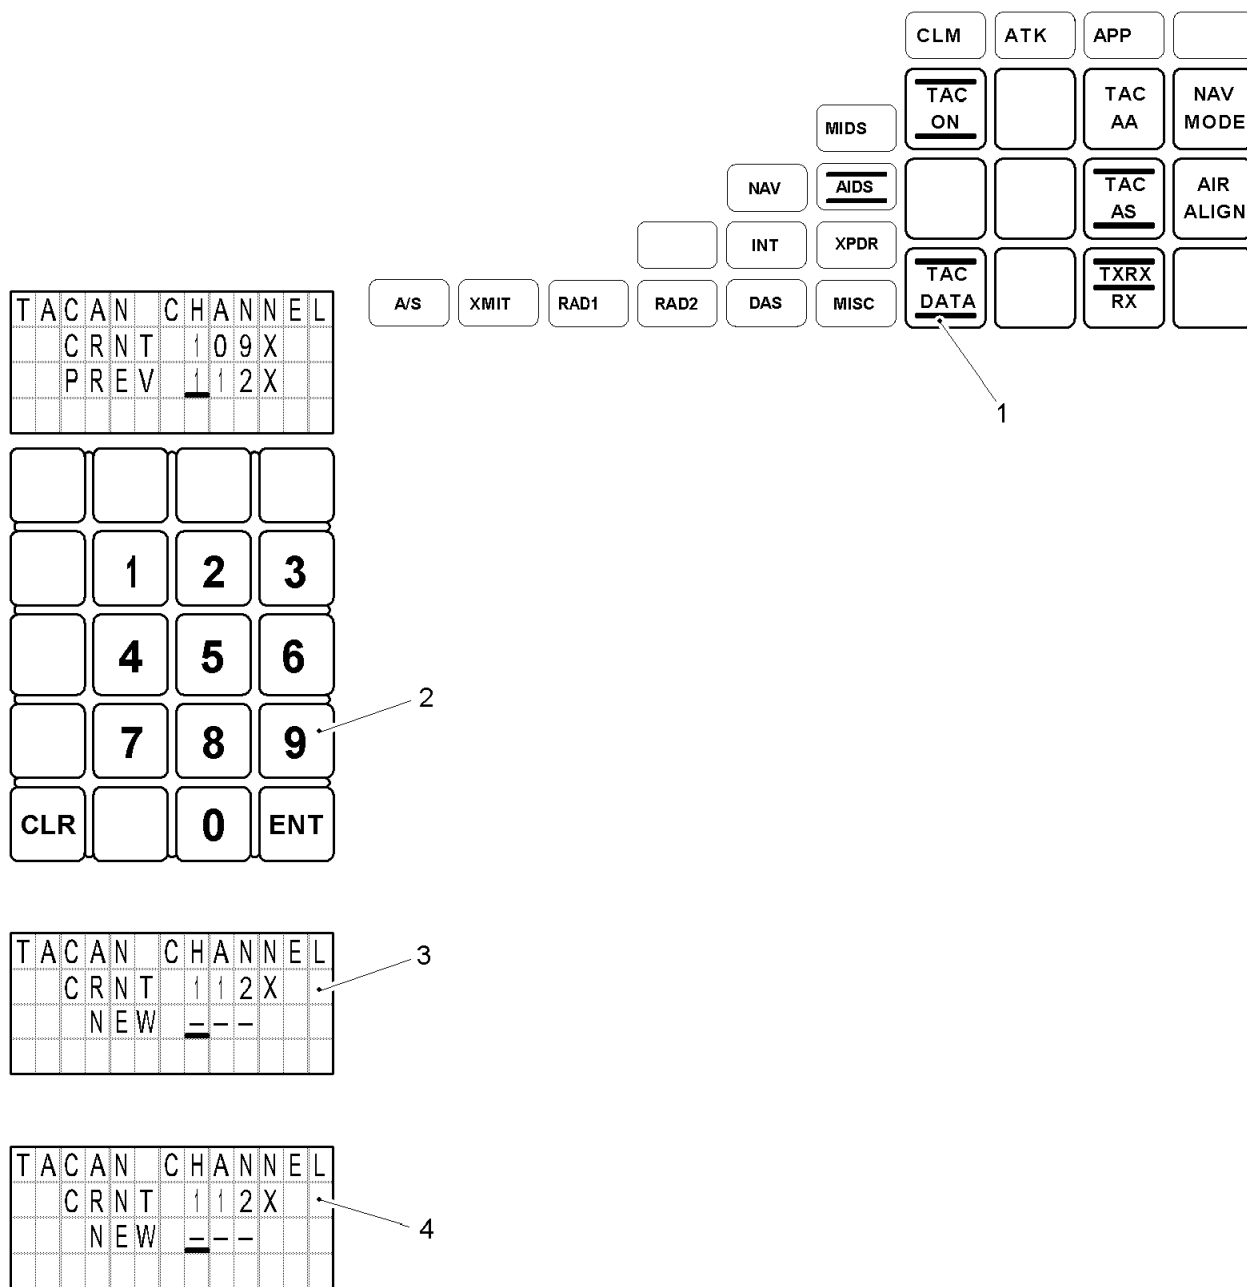 CLM ATK APP
TAC ON TAC AA NAV MODE
MIDS
NAV AIDS TAC AS AIR ALIGN
INT XPDR
A/S XMIT RAD1 RAD2 DAS MISC TAC DATA TXRX RX
1
TACAN CHANNEL
CRNT 109X
PREV 112X
1 2 3
4 5 6
7 8 9
CLR 0 ENT
2
TACAN CHANNEL
CRNT 112X
NEW ---
3
TACAN CHANNEL
CRNT 112X
NEW ---
4